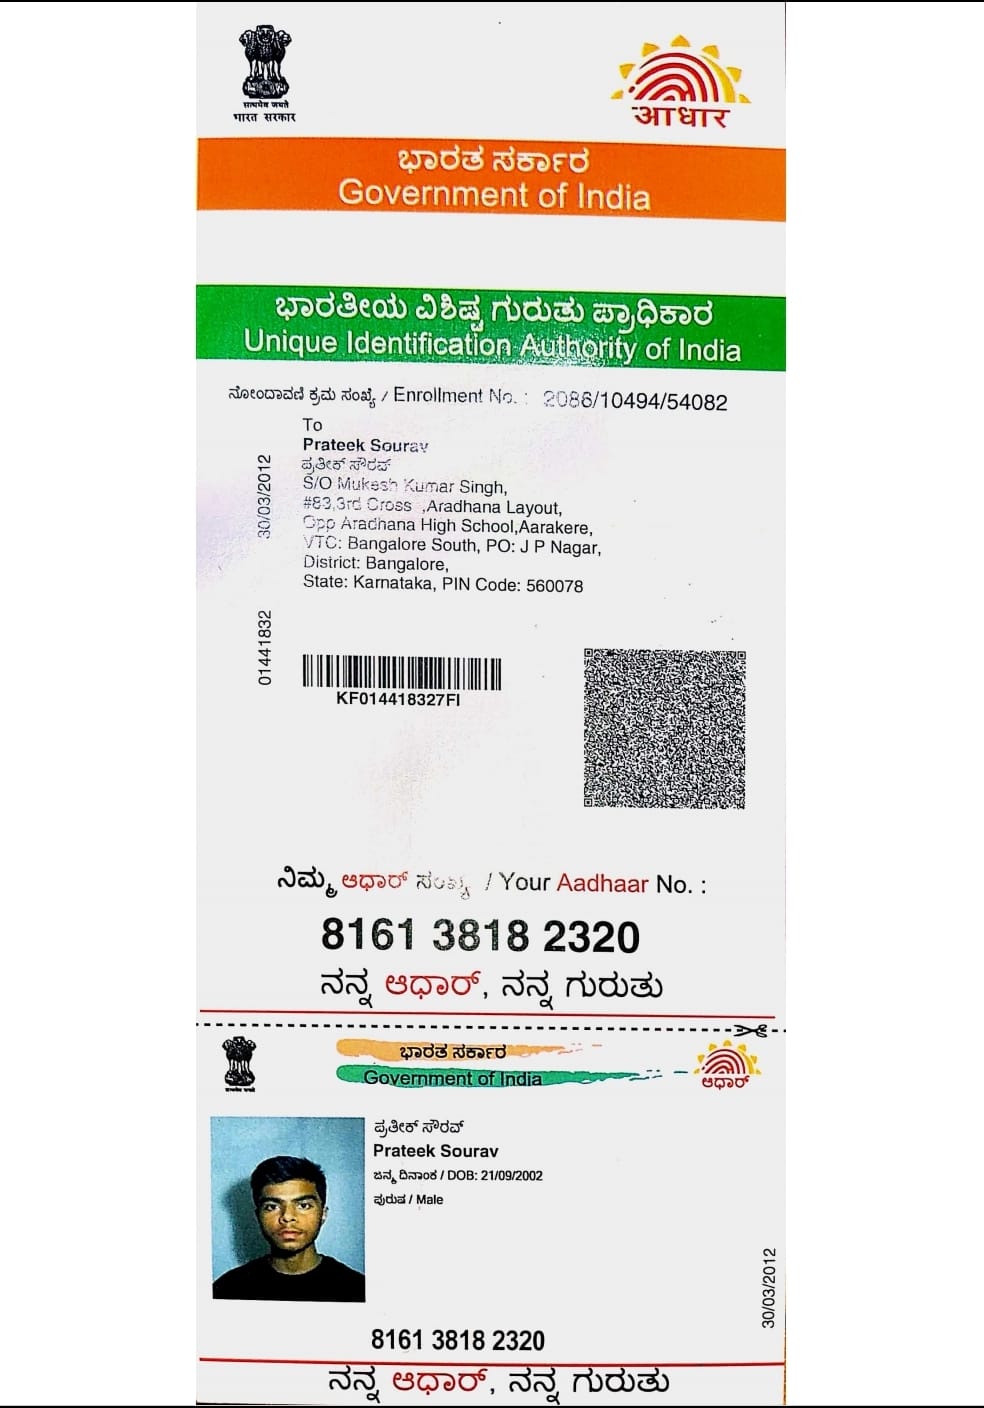 सत्यमेव जयते
भारत सरकार
आधार
ಭಾರತ ಸರ್ಕಾರ
Government of India
ಭಾರತೀಯ ವಿಶಿಷ್ಟ ಗುರುತು ಪ್ರಾಧಿಕಾರ
Unique Identification Authority of India
ನೋಂದಾವಣಿ ಕ್ರಮ ಸಂಖ್ಯೆ / Enrollment No. : 2086/10494/54082
To
Prateek Sourav
ಪ್ರತೀಕ್ ಸೌರವ್
S/O Mukesh Kumar Singh,
#83,3rd Cross ,Aradhana Layout,
Opp Aradhana High School,Aarakere,
VTC: Bangalore South, PO: J P Nagar,
District: Bangalore,
State: Karnataka, PIN Code: 560078
30/03/2012
01441832
KF014418327FI
ನಿಮ್ಮ ಆಧಾರ್ ಸಂಖ್ಯೆ / Your Aadhaar No. :
8161 3818 2320
ನನ್ನ ಆಧಾರ್, ನನ್ನ ಗುರುತು
ಭಾರತ ಸರ್ಕಾರ
Government of India
ಆಧಾರ್
ಪ್ರತೀಕ್ ಸೌರವ್
Prateek Sourav
ಜನ್ಮ ದಿನಾಂಕ / DOB: 21/09/2002
ಪುರುಷ / Male
30/03/2012
8161 3818 2320
ನನ್ನ ಆಧಾರ್, ನನ್ನ ಗುರುತು